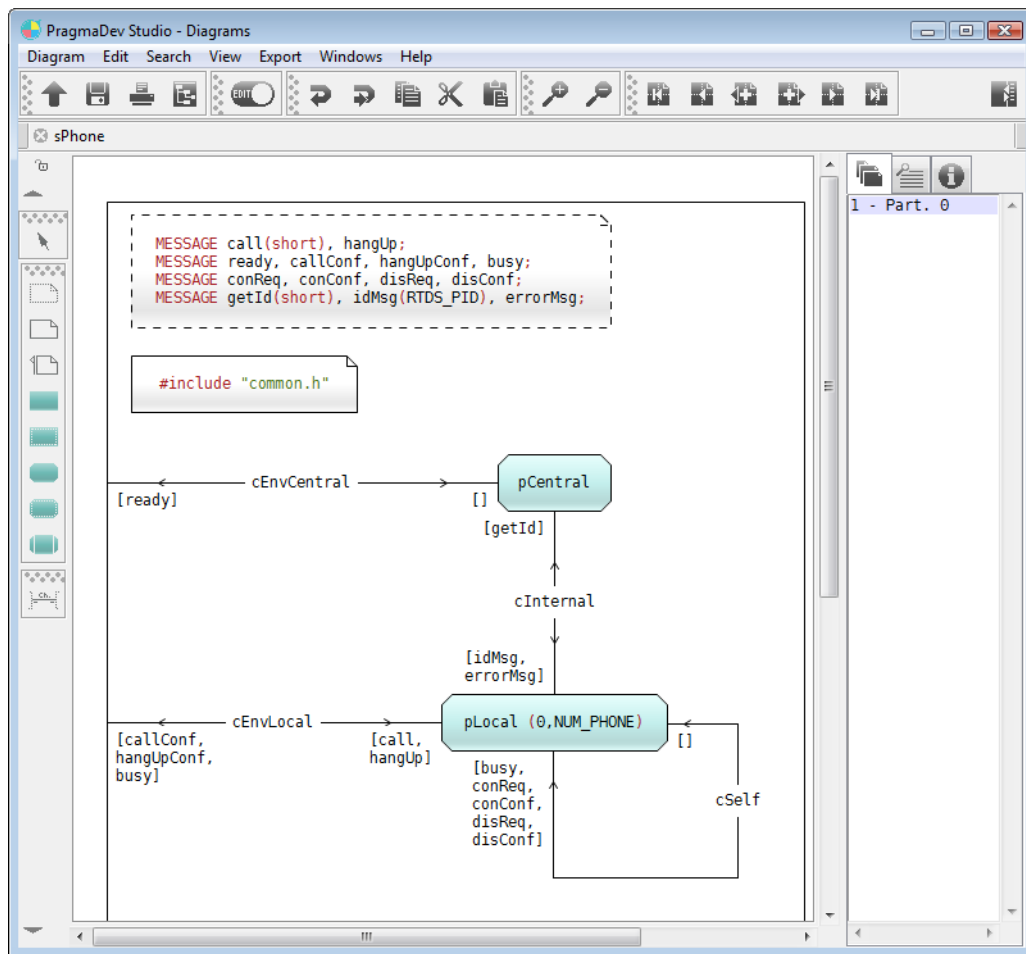 PragmaDev Studio - Diagrams
Diagram Edit Search View Export Windows Help
EDIT
sPhone
1 - Part. 0
MESSAGE call(short), hangUp;
MESSAGE ready, callConf, hangUpConf, busy;
MESSAGE conReq, conConf, disReq, disConf;
MESSAGE getId(short), idMsg(RTDS_PID), errorMsg;
#include "common.h"
cEnvCentral
pCentral
[ready]
[]
[getId]
cInternal
[idMsg,
errorMsg]
cEnvLocal
pLocal (0,NUM_PHONE)
[callConf,
hangUpConf,
busy]
[call,
hangUp]
[]
[busy,
conReq,
conConf,
disReq,
disConf]
cSelf
Ch.